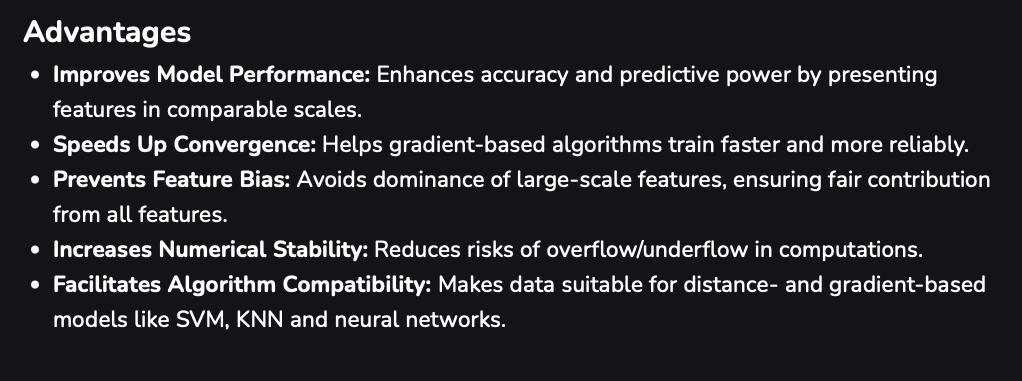 Advantages
• Improves Model Performance: Enhances accuracy and predictive power by presenting
features in comparable scales.
• Speeds Up Convergence: Helps gradient-based algorithms train faster and more reliably.
• Prevents Feature Bias: Avoids dominance of large-scale features, ensuring fair contribution
from all features.
• Increases Numerical Stability: Reduces risks of overflow/underflow in computations.
• Facilitates Algorithm Compatibility: Makes data suitable for distance- and gradient-based
models like SVM, KNN and neural networks.